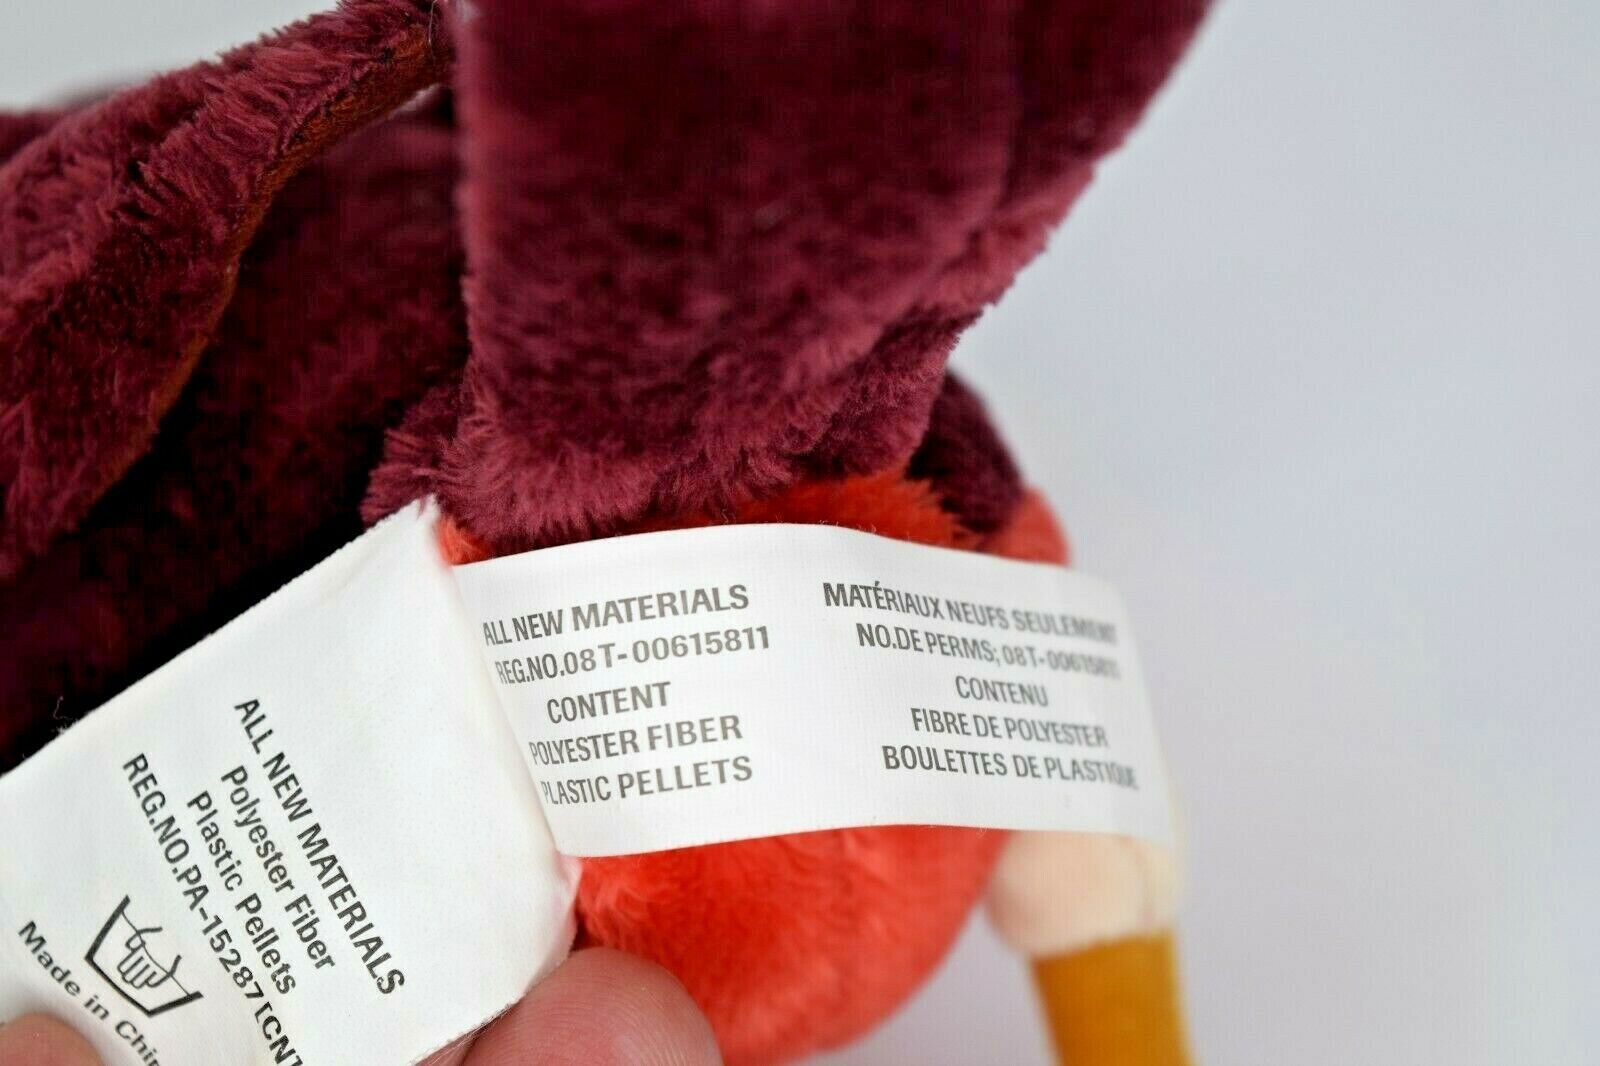 ALL NEW MATERIALS
REG.NO.08T-00615811
CONTENT
POLYESTER FIBER
PLASTIC PELLETS
MATÉRIAUX NEUFS SEULEMENT
NO.DE PERMS; 08T-00615811
CONTENU
FIBRE DE POLYESTER
BOULETTES DE PLASTIQUE
ALL NEW MATERIALS
Polyester Fiber
Plastic Pellets
REG.NO.PA-15287(CN)
Made in